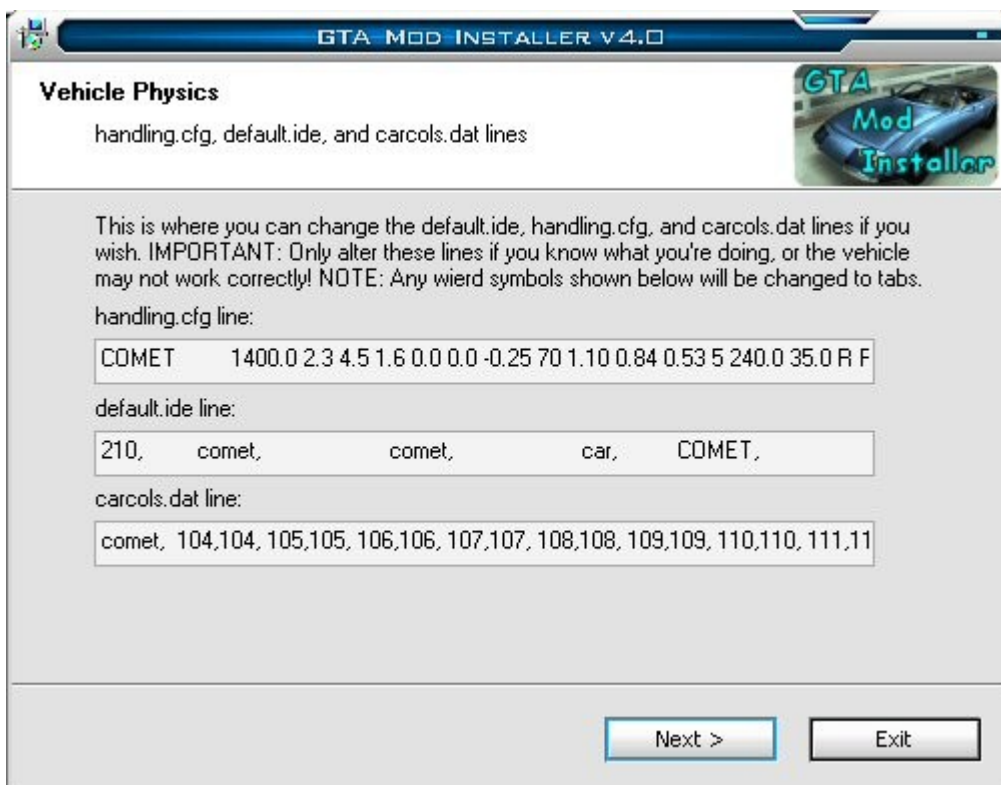 GTA MOD INSTALLER V4.0
Vehicle Physics
handling.cfg, default.ide, and carcols.dat lines
GTA
Mod
Installer
This is where you can change the default.ide, handling.cfg, and carcols.dat lines if you
wish. IMPORTANT: Only alter these lines if you know what you're doing, or the vehicle
may not work correctly! NOTE: Any wierd symbols shown below will be changed to tabs.
handling.cfg line:
COMET 1400.0 2.3 4.5 1.6 0.0 0.0 -0.25 70 1.10 0.84 0.53 5 240.0 35.0 R F
default.ide line:
210, comet, comet, car, COMET,
carcols.dat line:
comet, 104,104, 105,105, 106,106, 107,107, 108,108, 109,109, 110,110, 111,11
Next >
Exit